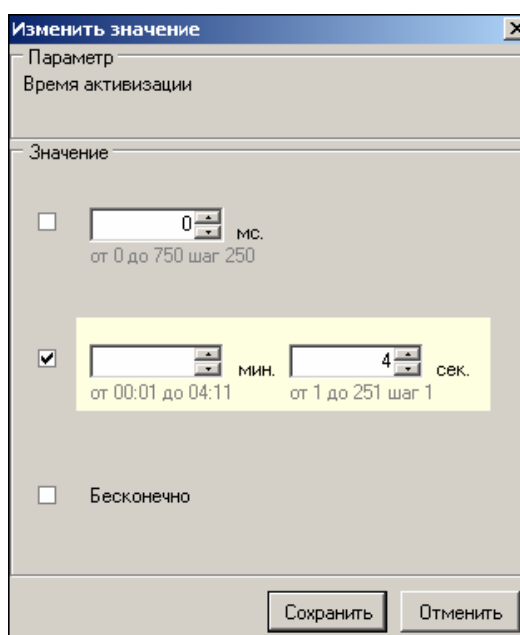 Изменить значение
Параметр
Время активизации
Значение
0 мс.
от 0 до 750 шаг 250
мин. 4 сек.
от 00:01 до 04:11 от 1 до 251 шаг 1
Бесконечно
Сохранить Отменить